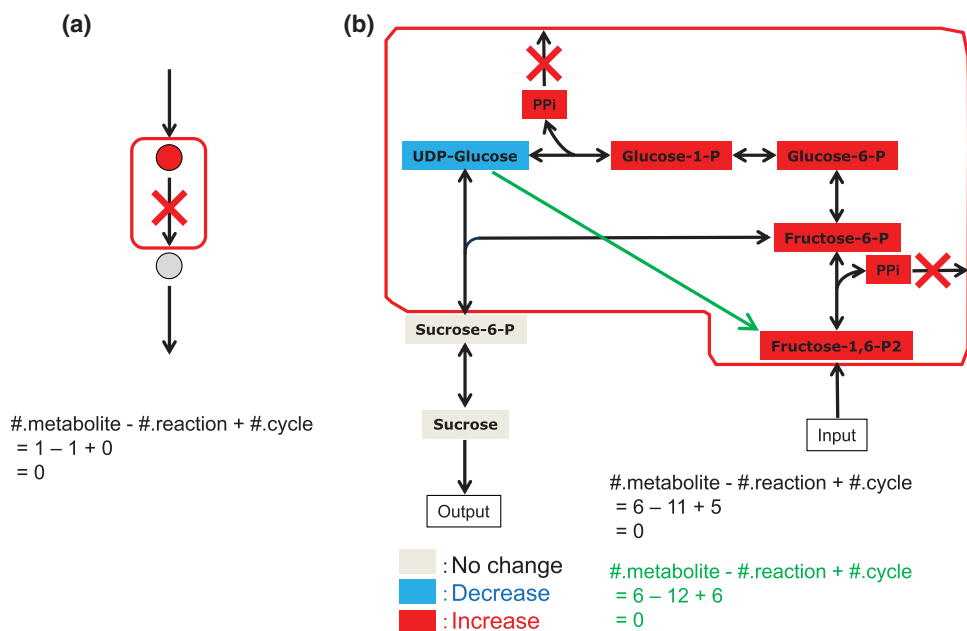 (a)
#.metabolite - #.reaction + #.cycle
= 1 – 1 + 0
= 0
(b)
PPi
UDP-Glucose
Glucose-1-P
Glucose-6-P
Fructose-6-P
PPi
Sucrose-6-P
Fructose-1,6-P2
Sucrose
Input
Output
#.metabolite - #.reaction + #.cycle
= 6 – 11 + 5
= 0
: No change
: Decrease
: Increase
#.metabolite - #.reaction + #.cycle
= 6 – 12 + 6
= 0